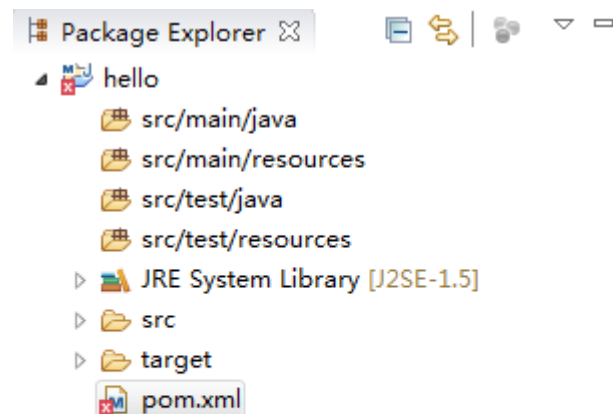 Package Explorer
hello
src/main/java
src/main/resources
src/test/java
src/test/resources
JRE System Library [J2SE-1.5]
src
target
pom.xml